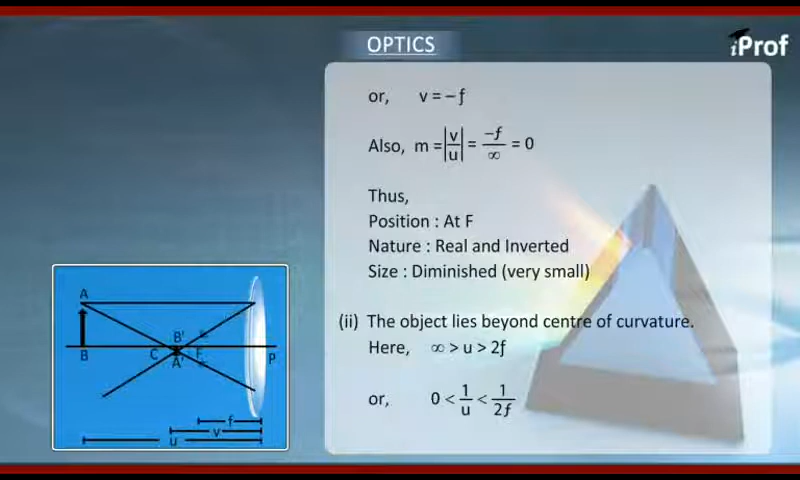 OPTICS
iProf
or, v = – f
Also, m = |v/u| = –f/∞ = 0
Thus,
Position : At F
Nature : Real and Inverted
Size : Diminished (very small)
(ii) The object lies beyond centre of curvature.
Here, ∞ > u > 2f
or, 0 < 1/u < 1/2f
A
B'
B C F P
A'
f
v
u